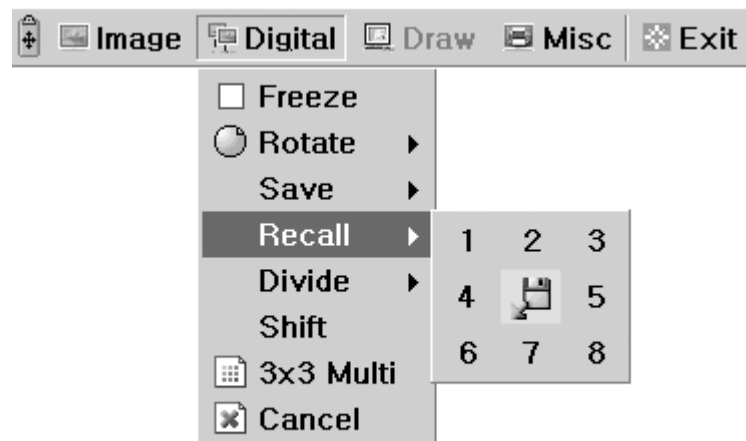 Image Digital Draw Misc Exit
Freeze
Rotate
Save
Recall
1 2 3
Divide
4 5
Shift
6 7 8
3x3 Multi
Cancel